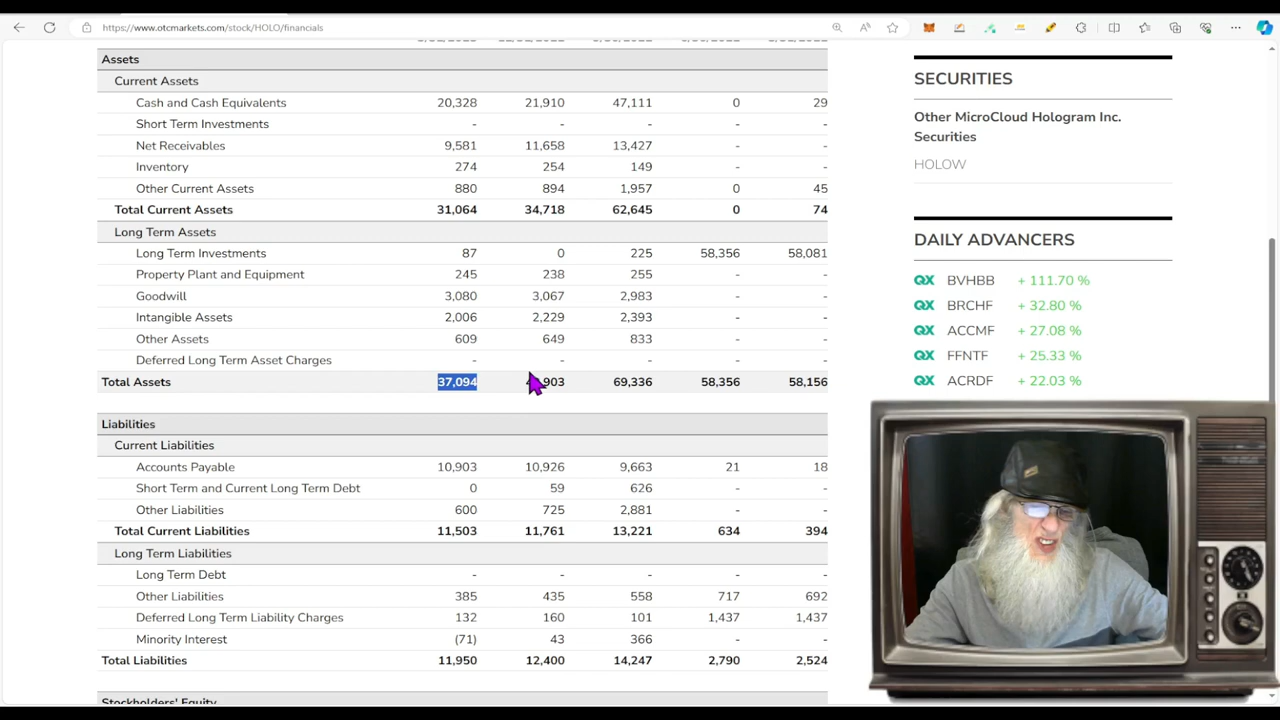 https://www.otcmarkets.com/stock/HOLO/financials
Assets
Current Assets
Cash and Cash Equivalents 20,328 21,910 47,111 0 29
Short Term Investments - - - - -
Net Receivables 9,581 11,658 13,427 - -
Inventory 274 254 149 - -
Other Current Assets 880 894 1,957 0 45
Total Current Assets 31,064 34,718 62,645 0 74
Long Term Assets
Long Term Investments 87 0 225 58,356 58,081
Property Plant and Equipment 245 238 255 - -
Goodwill 3,080 3,067 2,983 - -
Intangible Assets 2,006 2,229 2,393 - -
Other Assets 609 649 833 - -
Deferred Long Term Asset Charges - - - - -
Total Assets 37,094 69,336 58,356 58,156
Liabilities
Current Liabilities
Accounts Payable 10,903 10,926 9,663 21 18
Short Term and Current Long Term Debt 0 59 626 - -
Other Liabilities 600 725 2,881 - -
Total Current Liabilities 11,503 11,761 13,221 634 394
Long Term Liabilities
Long Term Debt - - - - -
Other Liabilities 385 435 558 717 692
Deferred Long Term Liability Charges 132 160 101 1,437 1,437
Minority Interest (71) 43 366 - -
Total Liabilities 11,950 12,400 14,247 2,790 2,524
Stockholders' Equity
SECURITIES
Other MicroCloud Hologram Inc.
Securities
HOLOW
DAILY ADVANCERS
QX BVHBB + 111.70 %
QX BRCHF + 32.80 %
QX ACCMF + 27.08 %
QX FFNTF + 25.33 %
QX ACRDF + 22.03 %